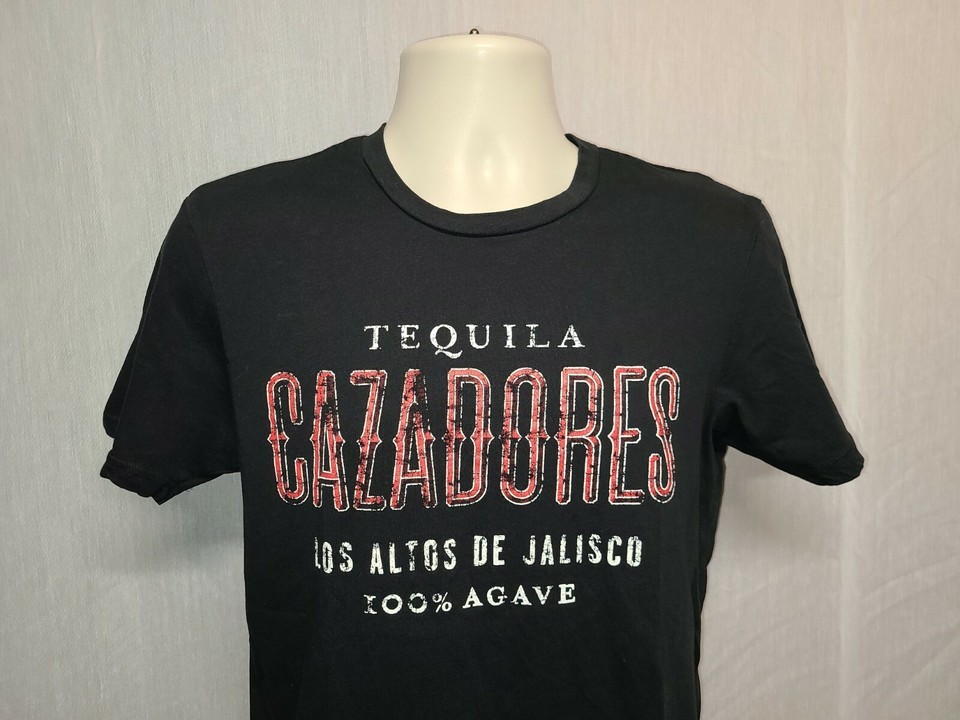 TEQUILA
CAZADORES
LOS ALTOS DE JALISCO
100% AGAVE